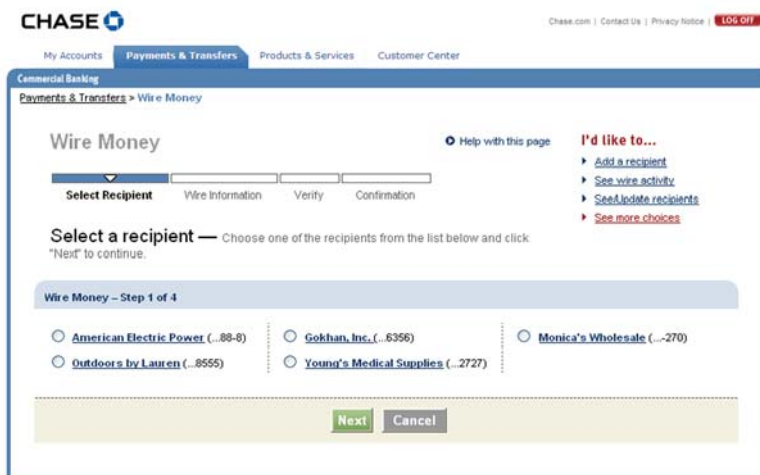 CHASE
Chase.com | Contact Us | Privacy Notice | LOG OFF
My Accounts Payments & Transfers Products & Services Customer Center
Commercial Banking
Payments & Transfers > Wire Money
Wire Money
Help with this page
I'd like to...
Add a recipient
See wire activity
See/Update recipients
See more choices
Select Recipient Wire Information Verify Confirmation
Select a recipient — Choose one of the recipients from the list below and click
"Next" to continue.
Wire Money – Step 1 of 4
American Electric Power (...88-8) Gokhan, Inc. (...6356) Monica's Wholesale (...-270)
Outdoors by Lauren (...8555) Young's Medical Supplies (...2727)
Next Cancel